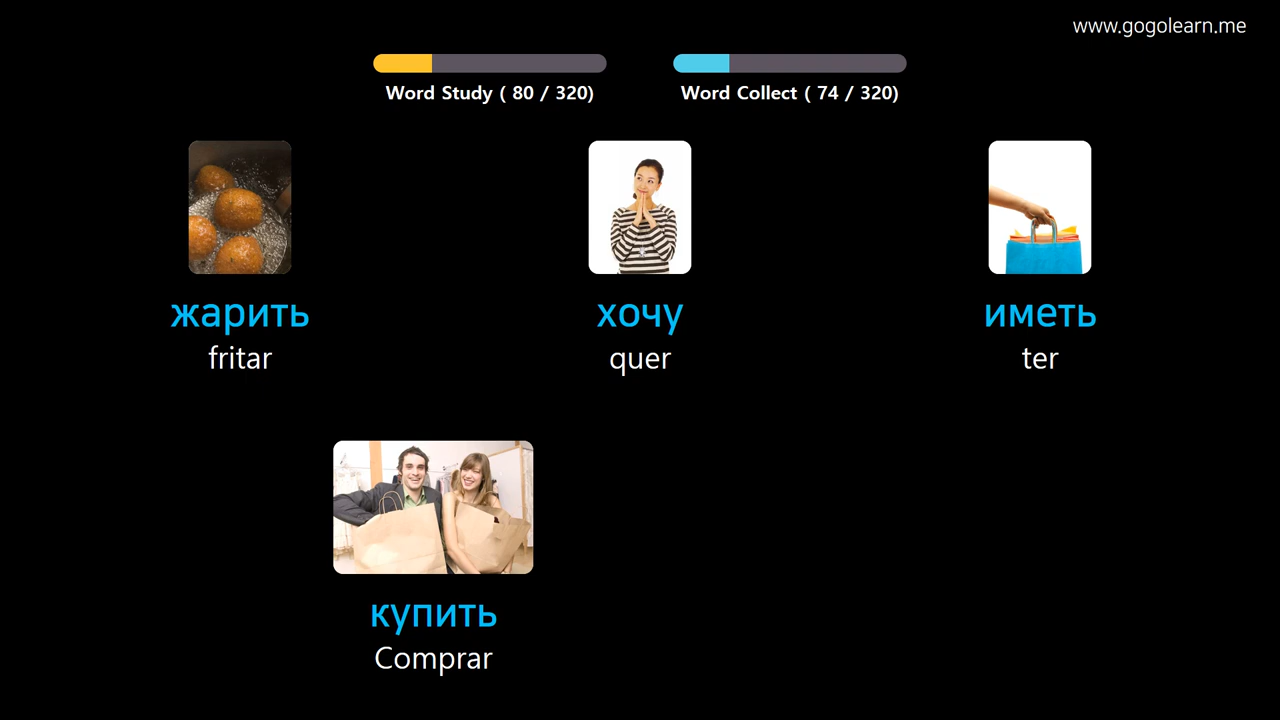 www.gogolearn.me
Word Study ( 80 / 320)
Word Collect ( 74 / 320)
жарить
fritar
хочу
quer
иметь
ter
купить
Comprar